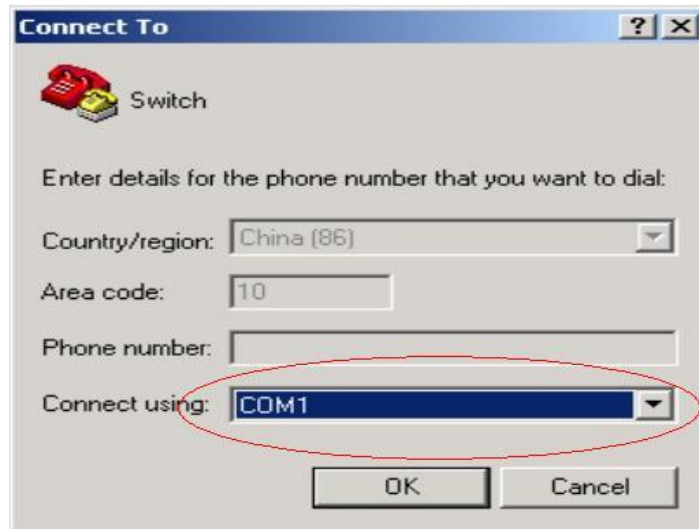 Connect To
Switch
Enter details for the phone number that you want to dial:
Country/region: China (86)
Area code: 10
Phone number:
Connect using: COM1
OK Cancel